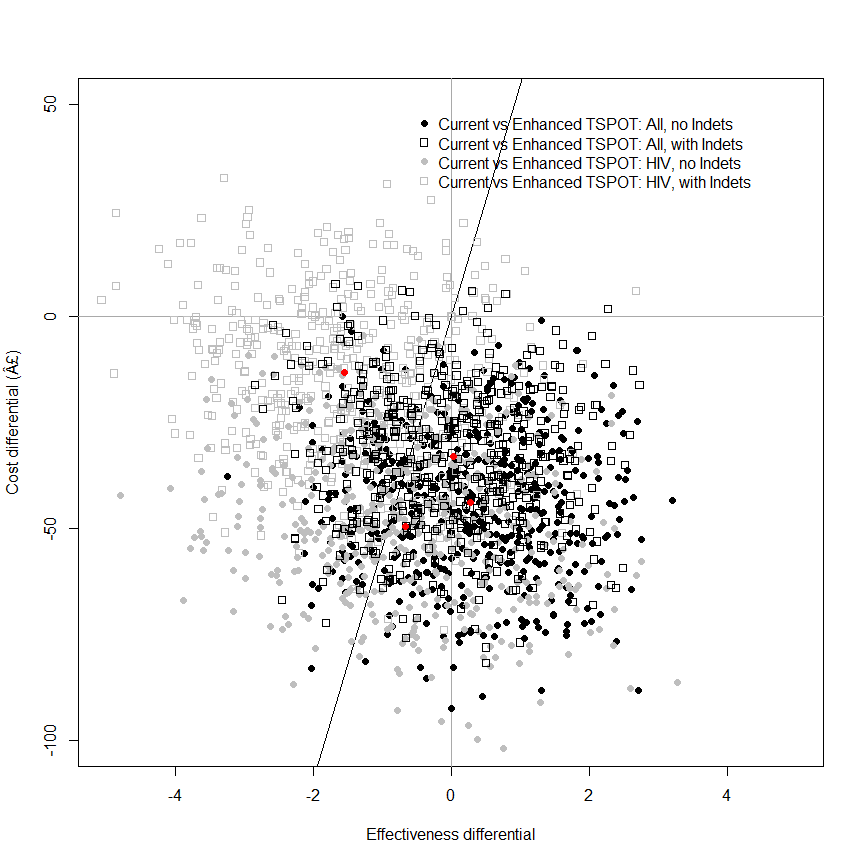 Current vs Enhanced TSPOT: All, no Indets
Current vs Enhanced TSPOT: All, with Indets
Current vs Enhanced TSPOT: HIV, no Indets
Current vs Enhanced TSPOT: HIV, with Indets
50
0
-50
-100
Cost differential (Â£)
-4
-2
0
2
4
Effectiveness differential